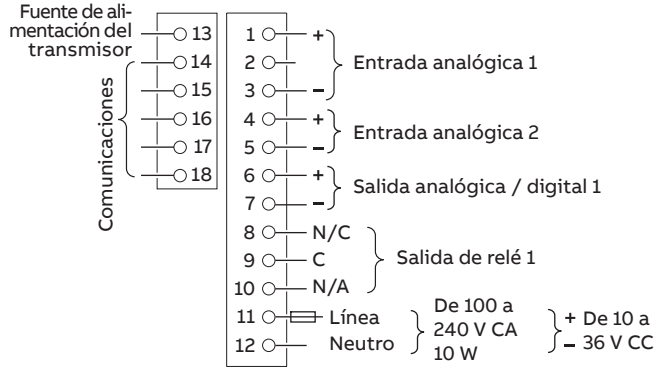 Fuente de ali-
mentación del
transmisor
13
14
15
16
17
18
Comunicaciones
1 +
2
3 –
Entrada analógica 1
4 +
5 –
Entrada analógica 2
6 +
7 –
Salida analógica / digital 1
8 N/C
9 C
10 N/A
Salida de relé 1
11 Línea
12 Neutro
De 100 a
240 V CA
10 W
+ De 10 a
– 36 V CC